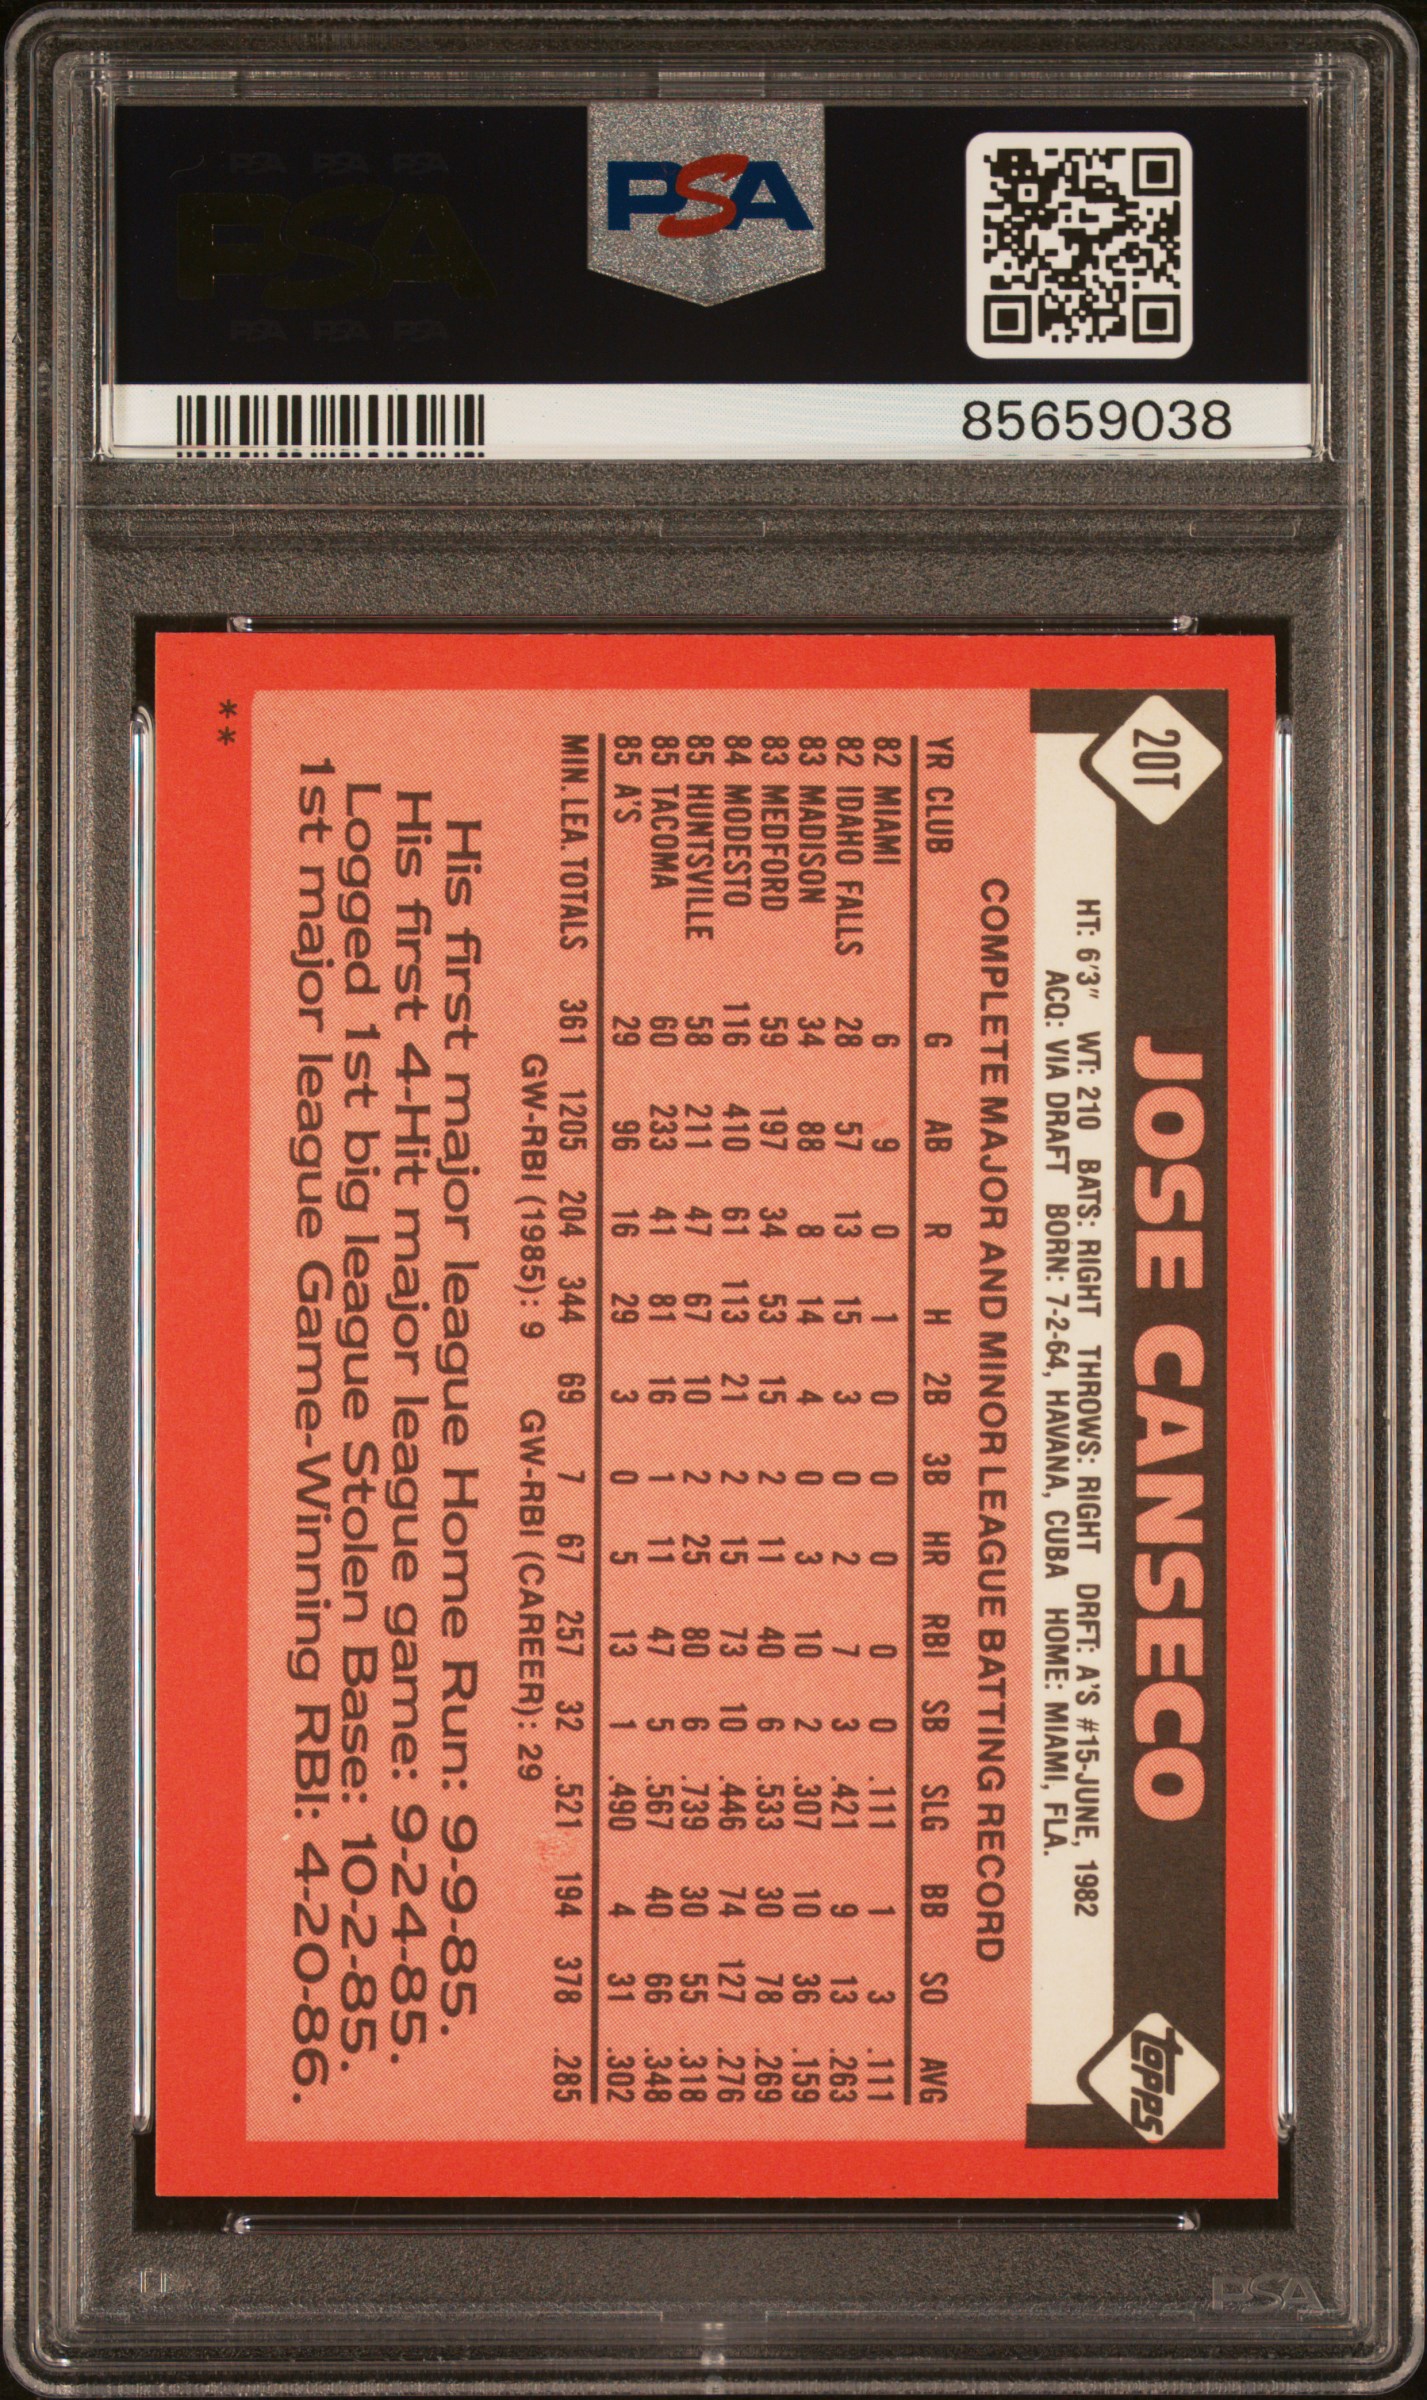 PSA PSA PSA
PSA
PSA PSA PSA
PSA
85659038
20T
JOSE CANSECO
topps
HT: 6'3" WT: 210 BATS: RIGHT THROWS: RIGHT DRFT: A'S #15-JUNE, 1982
ACQ: VIA DRAFT BORN: 7-2-64, HAVANA, CUBA HOME: MIAMI, FLA.
COMPLETE MAJOR AND MINOR LEAGUE BATTING RECORD
YR CLUB G AB R H 2B 3B HR RBI SB SLG BB SO AVG
82 MIAMI 6 9 0 1 0 0 0 0 0 .111 1 3 .111
82 IDAHO FALLS 28 57 13 15 3 0 2 7 3 .421 9 13 .263
83 MADISON 34 88 8 14 4 0 3 10 2 .307 10 36 .159
83 MEDFORD 59 197 34 53 15 2 11 40 6 .533 30 78 .269
84 MODESTO 116 410 61 113 21 2 15 73 10 .446 74 127 .276
85 HUNTSVILLE 58 211 47 67 10 2 25 80 6 .739 30 55 .318
85 TACOMA 60 233 41 81 16 1 11 47 5 .567 40 66 .348
85 A'S 29 96 16 29 3 0 5 13 1 .490 4 31 .302
MIN. LEA. TOTALS 361 1205 204 344 69 7 67 257 32 .521 194 378 .285
GW-RBI (1985): 9 GW-RBI (CAREER): 29
His first major league Home Run: 9-9-85.
His first 4-Hit major league game: 9-24-85.
Logged 1st big league Stolen Base: 10-2-85.
1st major league Game-Winning RBI: 4-20-86.
**
PSA